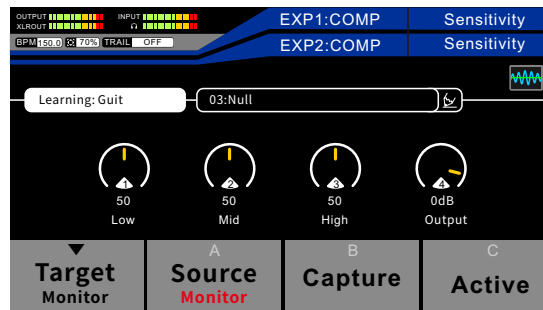 OUTPUT INPUT
XLROUT
BPM 150.0 70% TRAIL OFF
EXP1:COMP Sensitivity
EXP2:COMP Sensitivity
Learning: Guit 03:Null
1 2 3 4
50 50 50 0dB
Low Mid High Output
A B C
Target Source Capture Active
Monitor Monitor